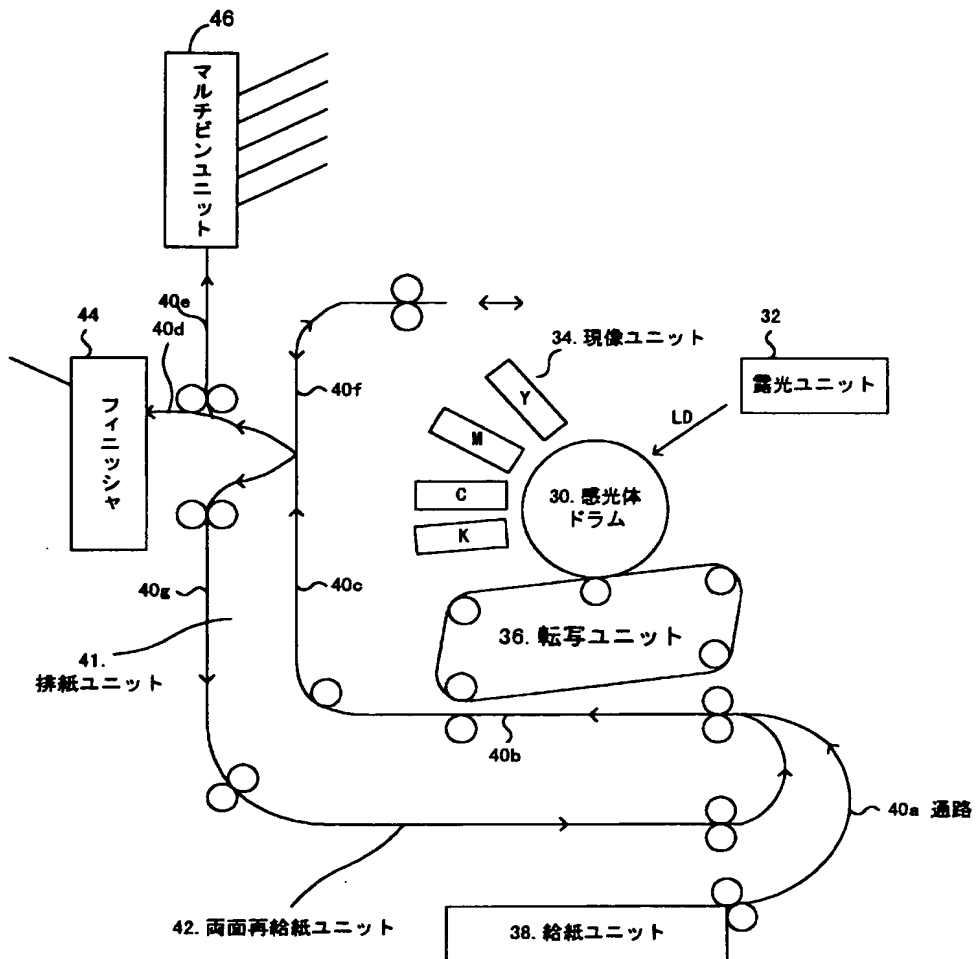 46
マルチビンユニット
44
フィニッシャ
40e
40d
40f
34.現像ユニット
32
露光ユニット
LD
Y
M
C
K
30.感光体
ドラム
40g
40c
36.転写ユニット
41.
排紙ユニット
40b
40a 通路
42.両面再給紙ユニット
38.給紙ユニット